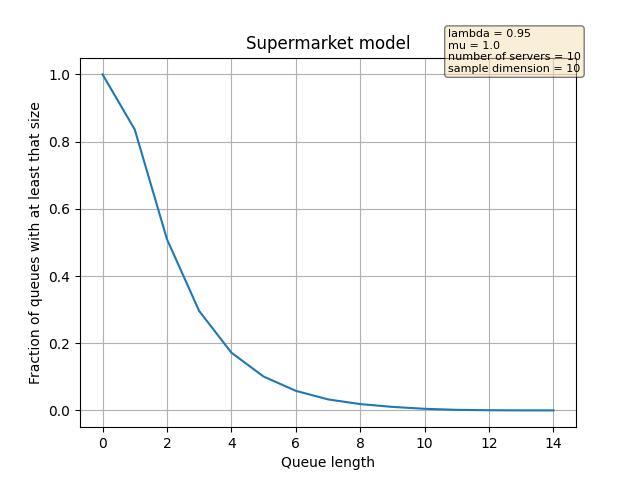 Supermarket model
lambda = 0.95
mu = 1.0
number of servers = 10
sample dimension = 10
Fraction of queues with at least that size
1.0
0.8
0.6
0.4
0.2
0.0
0 2 4 6 8 10 12 14
Queue length